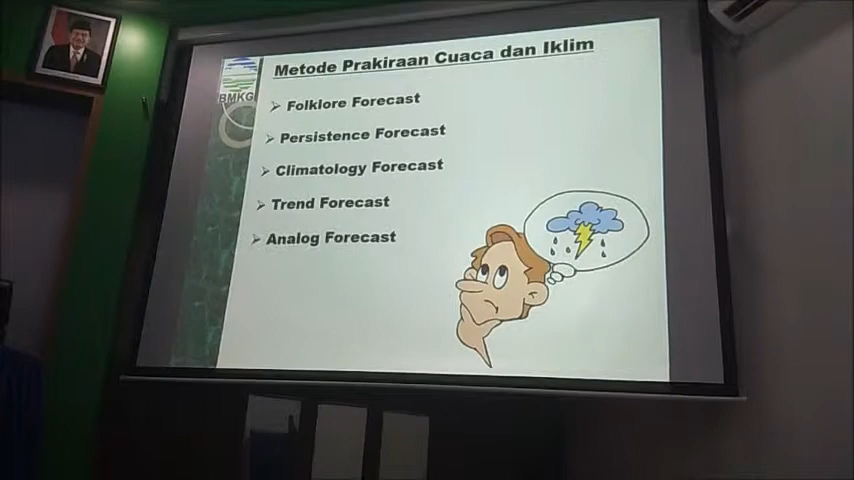 Metode Prakiraan Cuaca dan Iklim
BMKG
Folklore Forecast
Persistence Forecast
Climatology Forecast
Trend Forecast
Analog Forecast